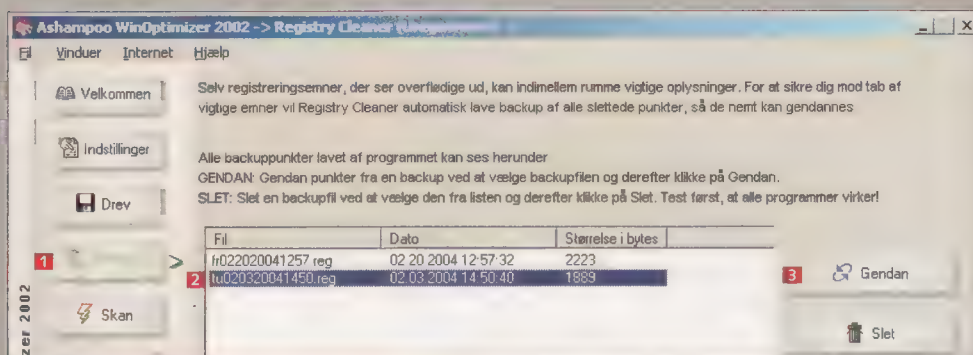 Ashampoo WinOptimizer 2002 -> Registry Cleaner
Fil Vinduer Internet Hjælp
Velkommen
Indstillinger
Drev
1
Skan
zer 2002
Selv registreringsemner, der ser overflødige ud, kan indimellem rumme vigtige oplysninger. For at sikre dig mod tab af
vigtige emner vil Registry Cleaner automatisk lave backup af alle slettede punkter, så de nemt kan gendannes
Alle backuppunkter lavet af programmet kan ses herunder
GENDAN: Gendan punkter fra en backup ved at vælge backupfilen og derefter klikke på Gendan.
SLET: Slet en backupfil ved at vælge den fra listen og derefter klikke på Slet. Test først, at alle programmer virker!
Fil Dato Størrelse i bytes
fr022020041257.reg 02 20 2004 12:57:32 2223
2 tu020320041450.reg 02 03 2004 14:50:40 1889
3 Gendan
Slet